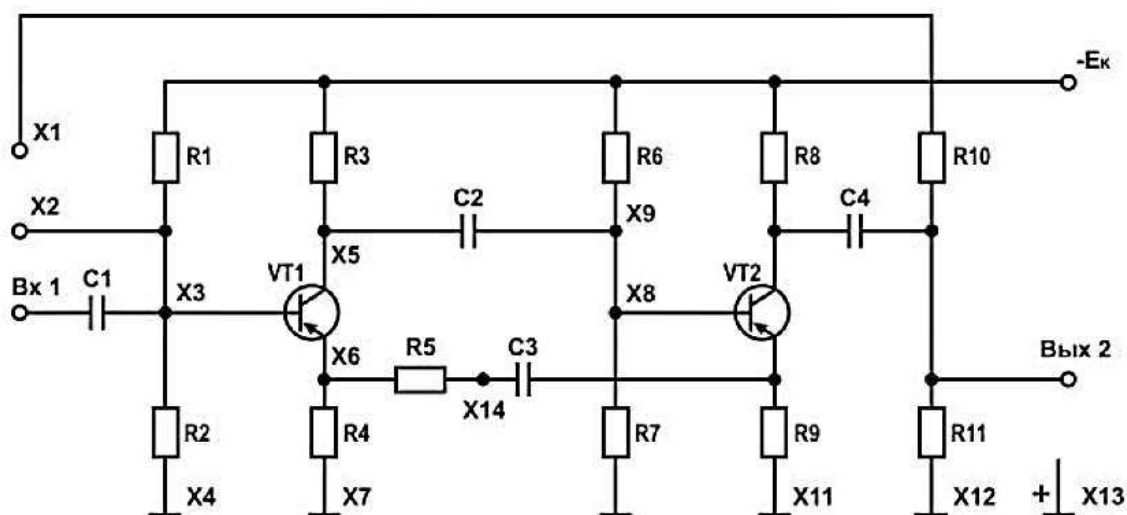 -Ек
X1
R1
R3
R6
R8
R10
X2
C2
X9
C4
X5
Вх 1
C1
X3
VT1
X8
VT2
X6
R5
C3
Вых 2
X14
R2
R4
R7
R9
R11
X4
X7
X11
X12
+
X13